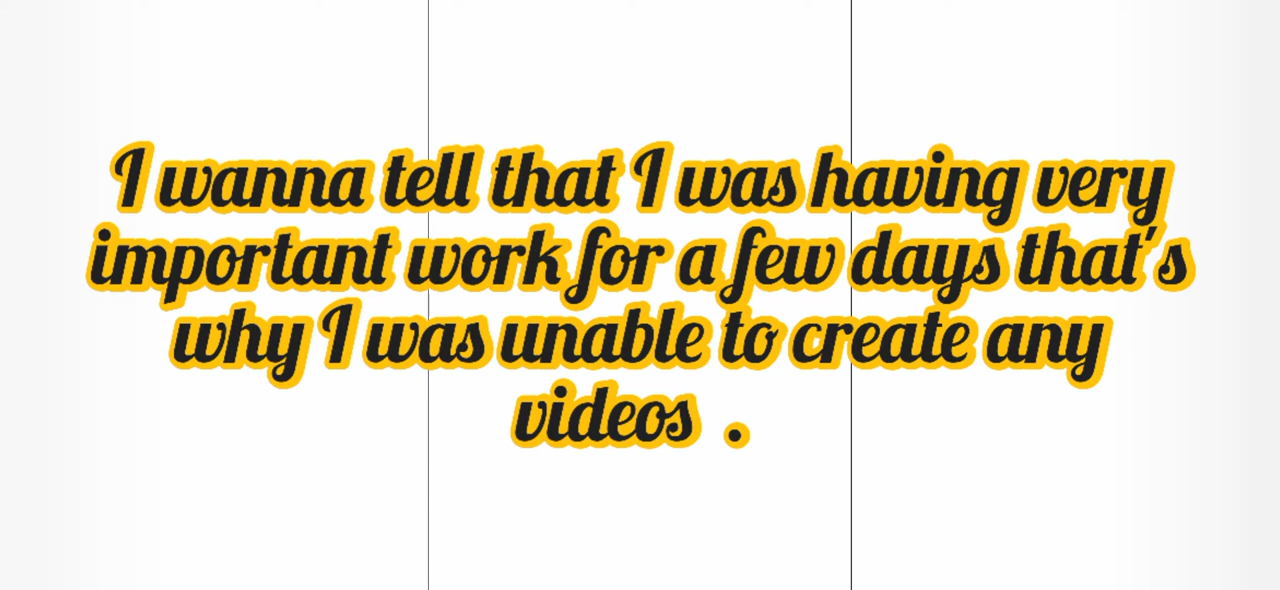 I wanna tell that I was having very
important work for a few days that's
why I was unable to create any
videos .